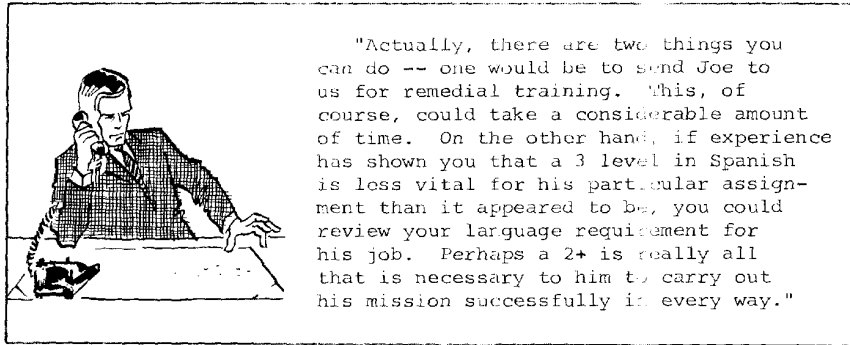 "Actually, there are two things you
can do -- one would be to send Joe to
us for remedial training. This, of
course, could take a considerable amount
of time. On the other hand, if experience
has shown you that a 3 level in Spanish
is less vital for his particular assign-
ment than it appeared to be, you could
review your language requirement for
his job. Perhaps a 2+ is really all
that is necessary to him to carry out
his mission successfully in every way."